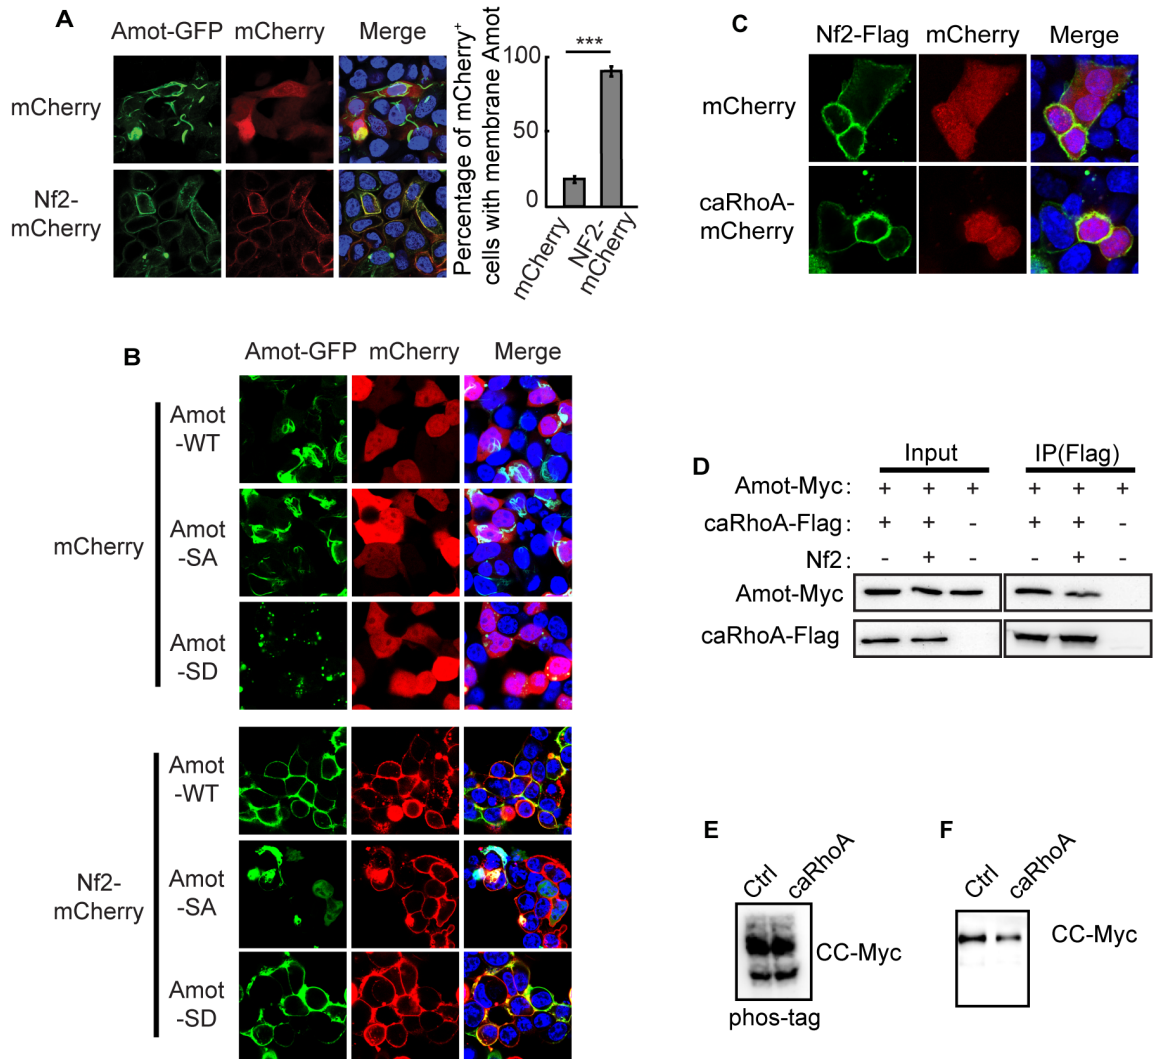 A
Amot-GFP mCherry Merge
mCherry
Nf2-
mCherry
Percentage of mCherry+
cells with membrane Amot
100
50
0
***
mCherry
NF2-
mCherry
B
Amot-GFP mCherry Merge
mCherry
Amot
-WT
Amot
-SA
Amot
-SD
Nf2-
mCherry
Amot
-WT
Amot
-SA
Amot
-SD
C
Nf2-Flag mCherry Merge
mCherry
caRhoA-
mCherry
D
Input IP(Flag)
Amot-Myc: + + + + + +
caRhoA-Flag: + + - + + -
Nf2: - + - - + -
Amot-Myc
caRhoA-Flag
E
Ctrl caRhoA
CC-Myc
phos-tag
F
Ctrl caRhoA
CC-Myc